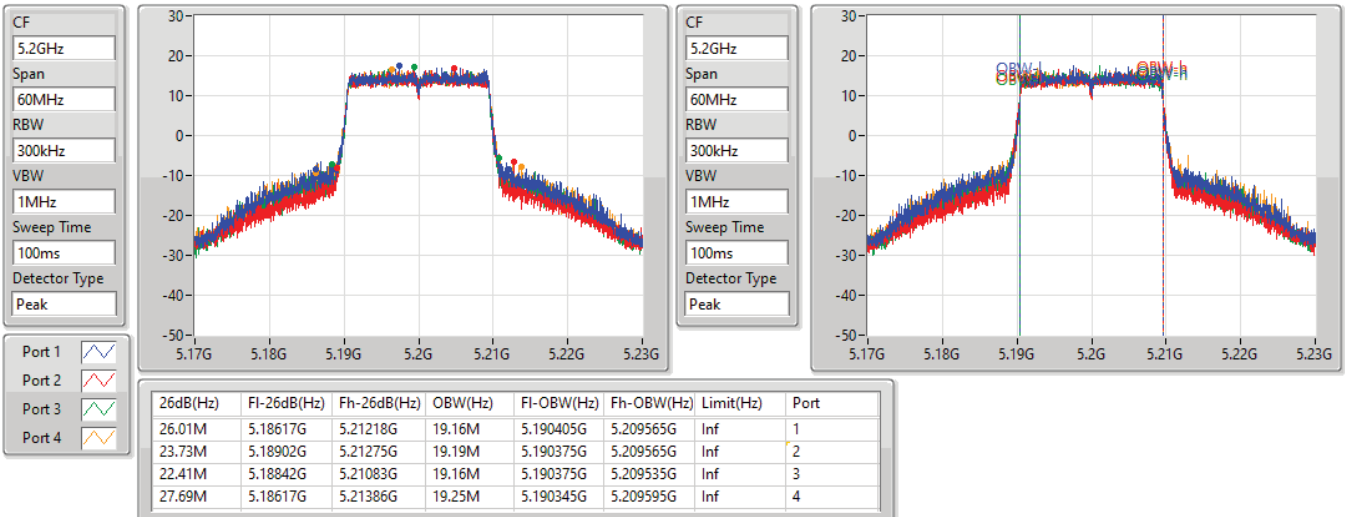 CF
5.2GHz
Span
60MHz
RBW
300kHz
VBW
1MHz
Sweep Time
100ms
Detector Type
Peak
30
20
10
0
-10
-20
-30
-40
-50
5.17G 5.18G 5.19G 5.2G 5.21G 5.22G 5.23G
CF
5.2GHz
Span
60MHz
RBW
300kHz
VBW
1MHz
Sweep Time
100ms
Detector Type
Peak
30
20
10
0
-10
-20
-30
-40
-50
OBW-l OBW-h
5.17G 5.18G 5.19G 5.2G 5.21G 5.22G 5.23G
Port 1
Port 2
Port 3
Port 4
26dB(Hz) Fl-26dB(Hz) Fh-26dB(Hz) OBW(Hz) Fl-OBW(Hz) Fh-OBW(Hz) Limit(Hz) Port
26.01M 5.18617G 5.21218G 19.16M 5.190405G 5.209565G Inf 1
23.73M 5.18902G 5.21275G 19.19M 5.190375G 5.209565G Inf 2
22.41M 5.18842G 5.21083G 19.16M 5.190375G 5.209535G Inf 3
27.69M 5.18617G 5.21386G 19.25M 5.190345G 5.209595G Inf 4